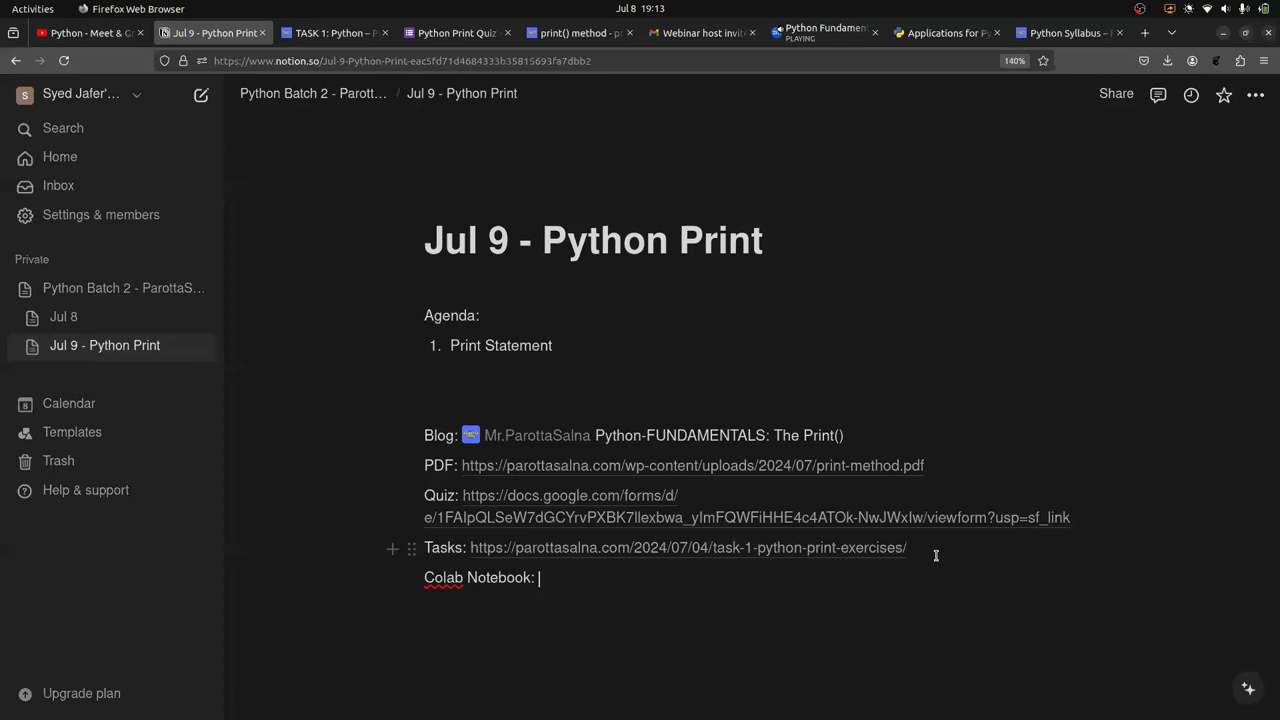 Activities
Firefox Web Browser
Jul 8 19:13
Python - Meet & Gr
Jul 9 - Python Print
TASK 1: Python – P
Python Print Quiz -
print() method - pr
Webinar host invite
Python Fundamen
PLAYING
Applications for Py
Python Syllabus – P
https://www.notion.so/Jul-9-Python-Print-eac5fd71d4684333b35815693fa7dbb2
140%
S
Syed Jafer'...
Python Batch 2 - Parott... / Jul 9 - Python Print
Share
Search
Home
Inbox
Settings & members
Private
Python Batch 2 - ParottaS...
Jul 8
Jul 9 - Python Print
Calendar
Templates
Trash
Help & support
Upgrade plan
Jul 9 - Python Print
Agenda:
1. Print Statement
Blog: Mr.ParottaSalna Python-FUNDAMENTALS: The Print()
PDF: https://parottasalna.com/wp-content/uploads/2024/07/print-method.pdf
Quiz: https://docs.google.com/forms/d/
e/1FAIpQLSeW7dGCYrvPXBK7llexbwa_yImFQWFiHHE4c4ATOk-NwJWxIw/viewform?usp=sf_link
Tasks: https://parottasalna.com/2024/07/04/task-1-python-print-exercises/
Colab Notebook: